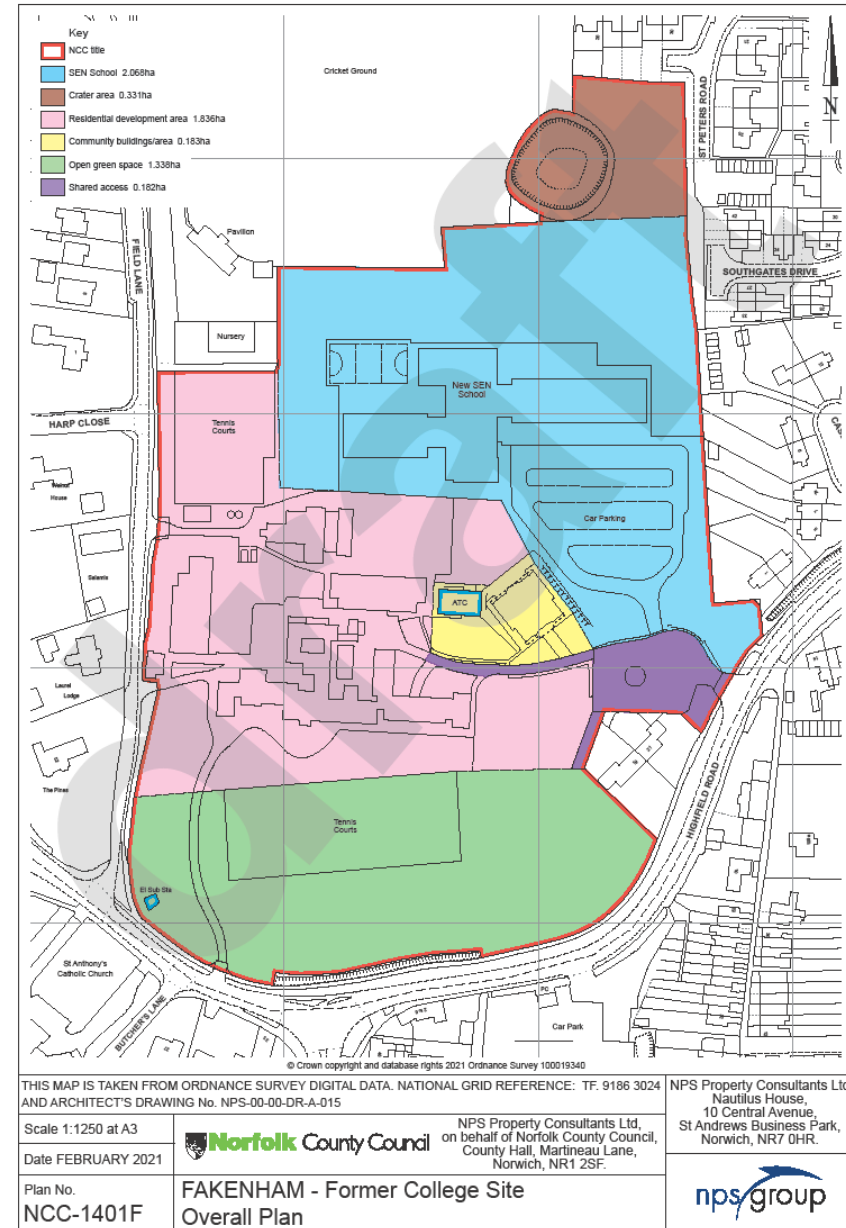 Key
NCC title
SEN School 2.068ha
Crater area 0.331ha
Residential development area 1.836ha
Community buildings/area 0.183ha
Open green space 1.338ha
Shared access 0.182ha
Cricket Ground
ST PETERS ROAD
N
Pavilion
FIELD LANE
SOUTHGATES DRIVE
Nursery
New SEN
School
HARP CLOSE
Tennis
Courts
House
Car Parking
Salamis
ATC
Laurel
Lodge
The Pines
HIGHFIELD ROAD
Tennis
Courts
El Sub Sta
St Anthony's
Catholic Church
BUTCHER'S LANE
PC
Car Park
draft
© Crown copyright and database rights 2021 Ordnance Survey 100019340
THIS MAP IS TAKEN FROM ORDNANCE SURVEY DIGITAL DATA. NATIONAL GRID REFERENCE: TF. 9186 3024
AND ARCHITECT'S DRAWING No. NPS-00-00-DR-A-015
NPS Property Consultants Ltd
Nautilus House,
10 Central Avenue,
St Andrews Business Park,
Norwich, NR7 0HR.
Scale 1:1250 at A3
Date FEBRUARY 2021
Norfolk County Council
NPS Property Consultants Ltd,
on behalf of Norfolk County Council,
County Hall, Martineau Lane,
Norwich, NR1 2SF.
Plan No.
NCC-1401F
FAKENHAM - Former College Site
Overall Plan
nps group